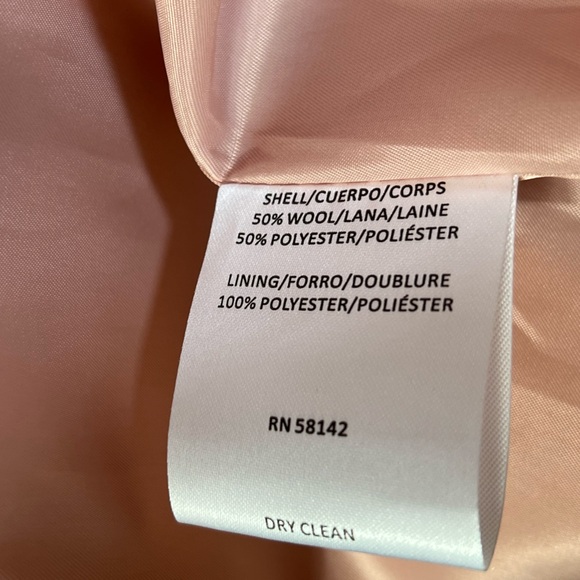 SHELL/CUERPO/CORPS
50% WOOL/LANA/LAINE
50% POLYESTER/POLIÉSTER
LINING/FORRO/DOUBLURE
100% POLYESTER/POLIÉSTER
RN 58142
DRY CLEAN